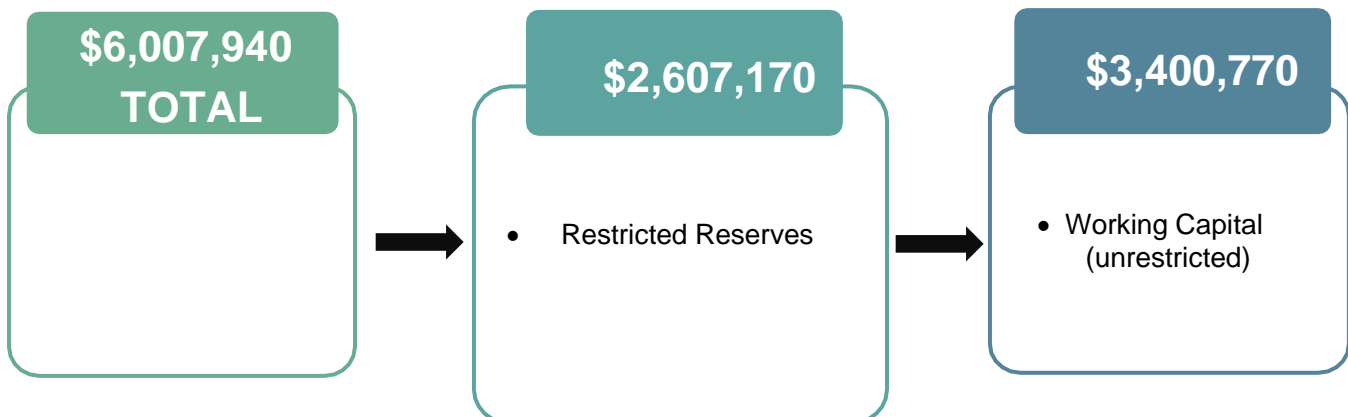 $6,007,940
TOTAL
$2,607,170
• Restricted Reserves
$3,400,770
• Working Capital
(unrestricted)